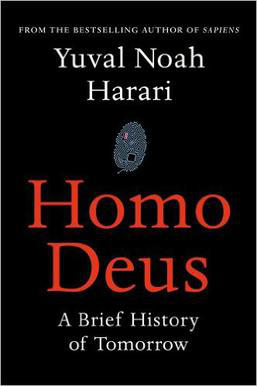 FROM THE BESTSELLING AUTHOR OF SAPIENS
Yuval Noah
Harari
Homo
Deus
A Brief History
of Tomorrow